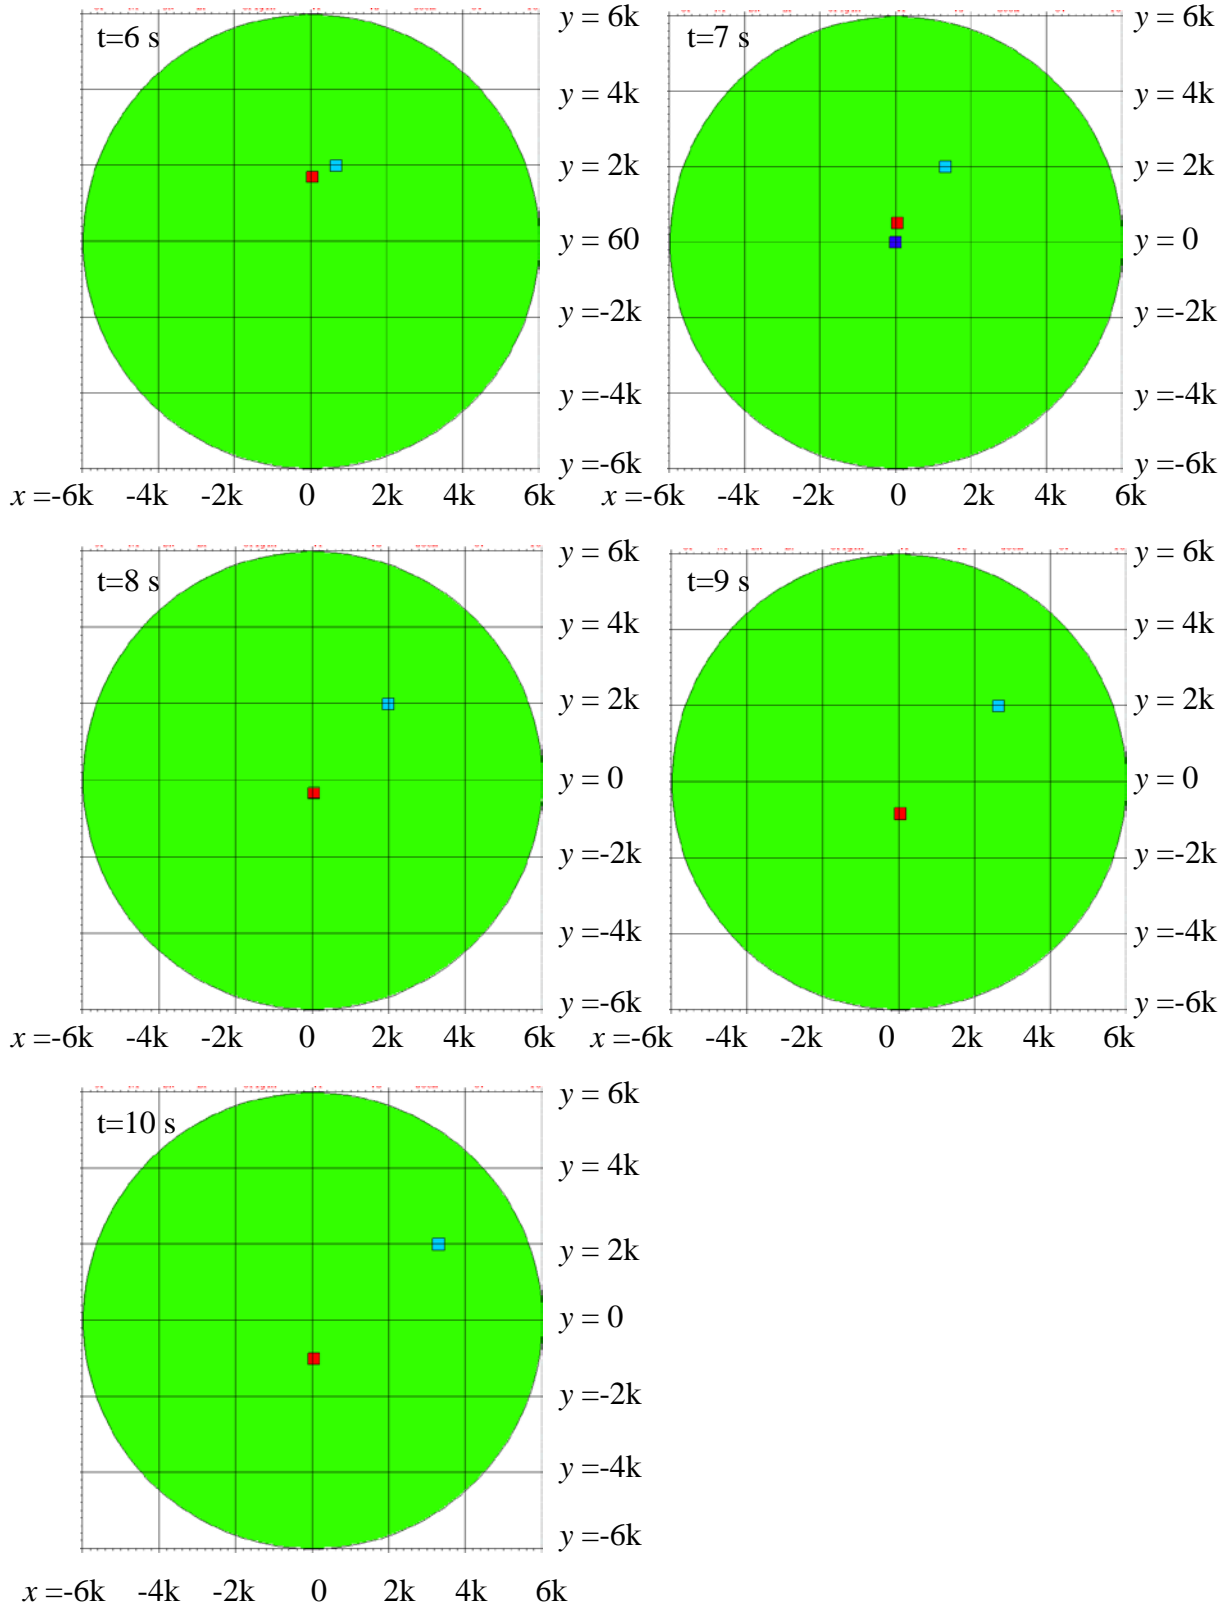 t=6 s
y = 6k
y = 4k
y = 2k
y = 60
y =-2k
y =-4k
y =-6k
x =-6k -4k -2k 0 2k 4k 6k
t=7 s
y = 6k
y = 4k
y = 2k
y = 0
y =-2k
y =-4k
y =-6k
x =-6k -4k -2k 0 2k 4k 6k
t=8 s
y = 6k
y = 4k
y = 2k
y = 0
y =-2k
y =-4k
y =-6k
x =-6k -4k -2k 0 2k 4k 6k
t=9 s
y = 6k
y = 4k
y = 2k
y = 0
y =-2k
y =-4k
y =-6k
x =-6k -4k -2k 0 2k 4k 6k
t=10 s
y = 6k
y = 4k
y = 2k
y = 0
y =-2k
y =-4k
y =-6k
x =-6k -4k -2k 0 2k 4k 6k